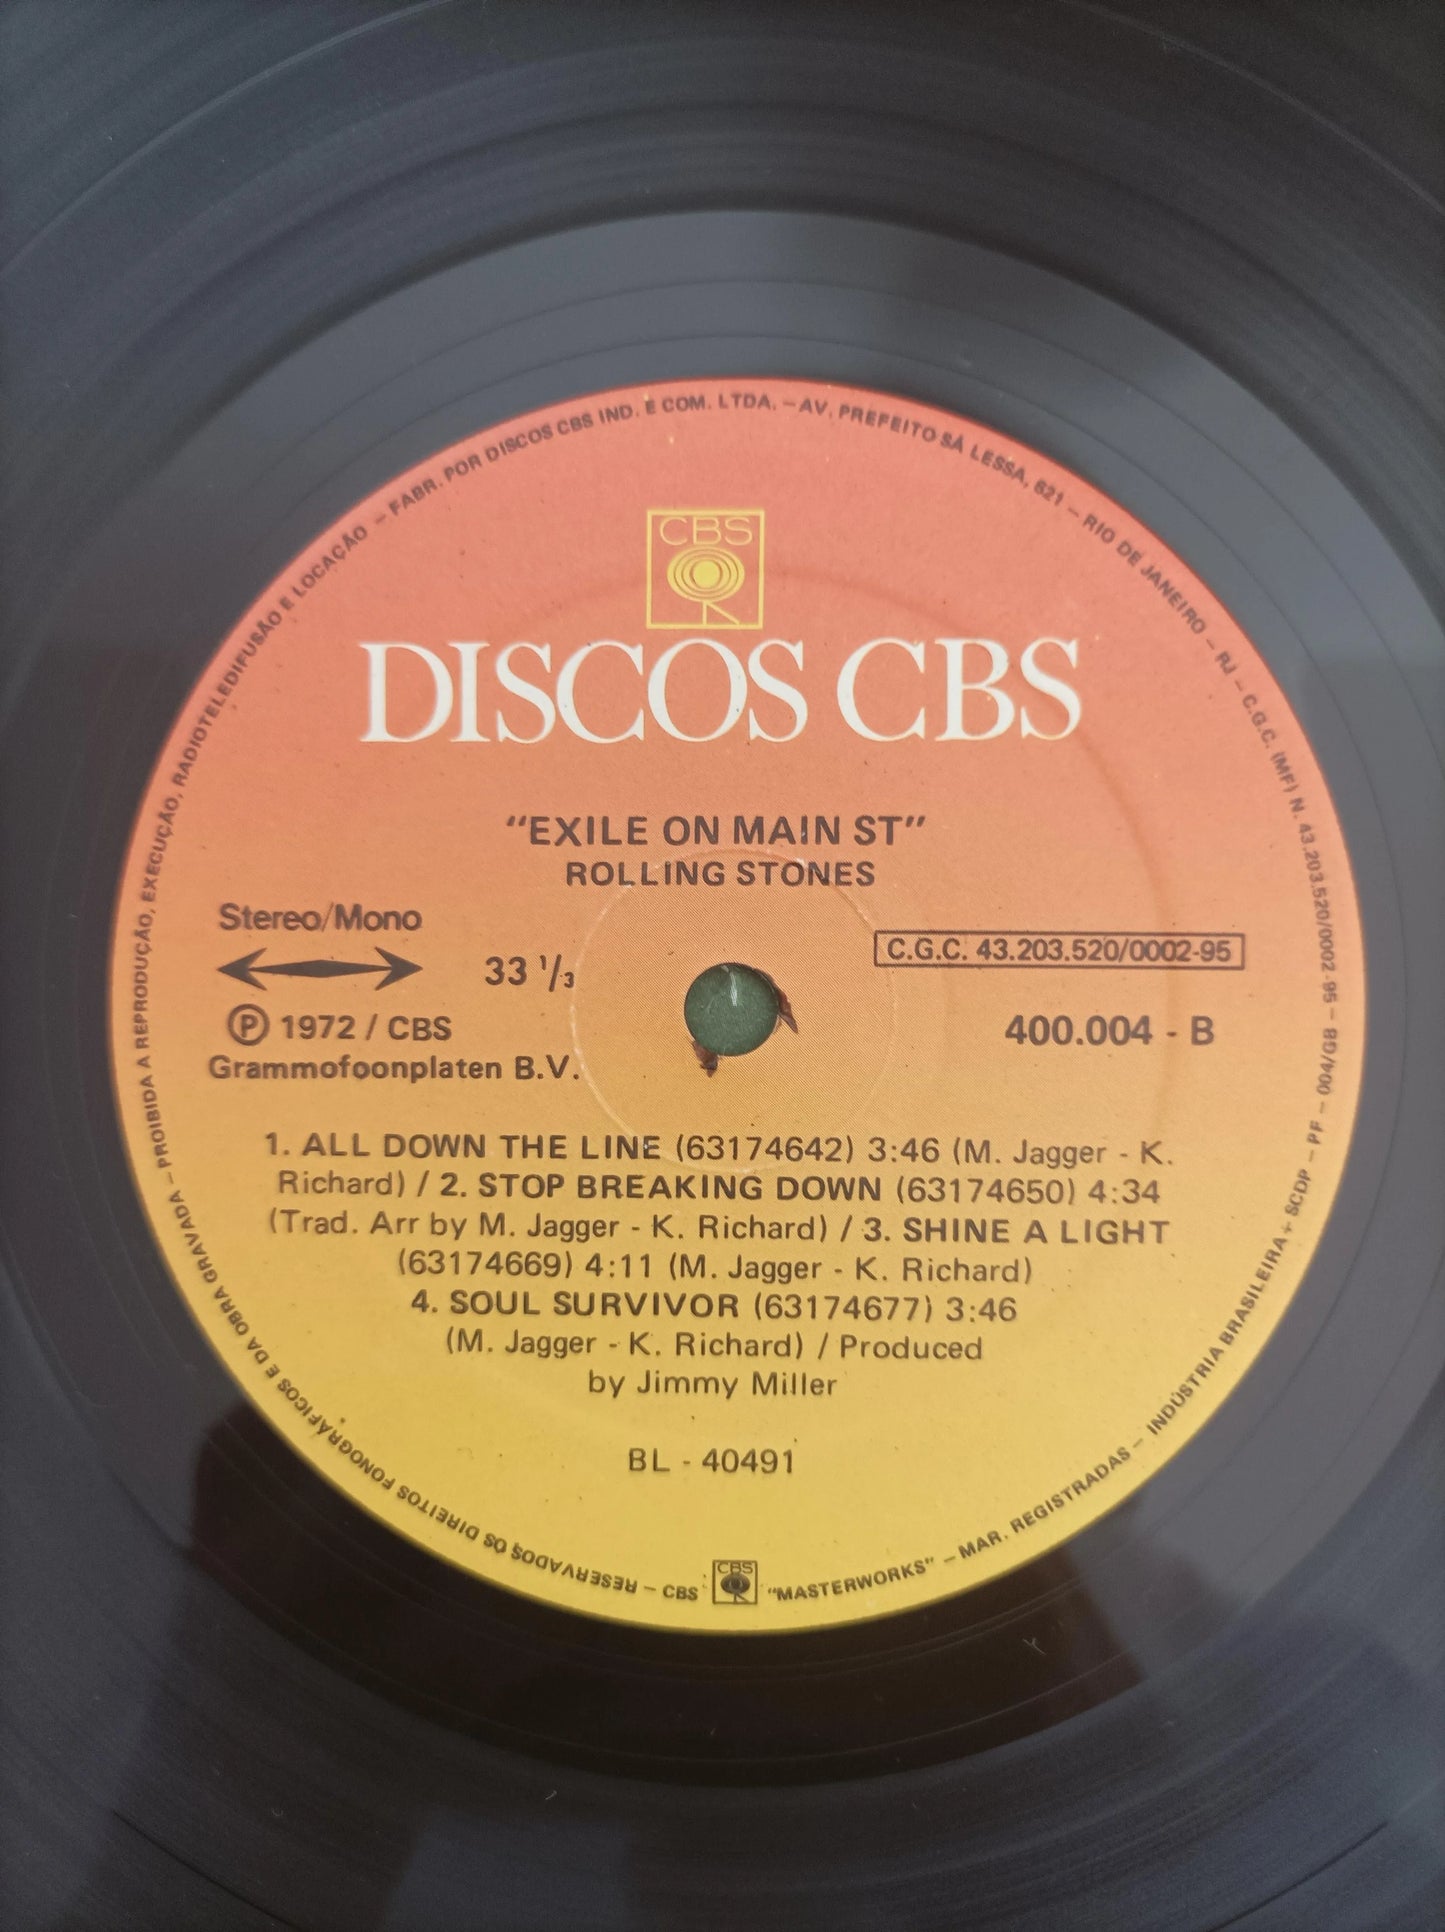 PROIBIDA A REPRODUÇÃO, EXECUÇÃO, RADIOTELEDIFUSÃO E LOCAÇÃO – FABR. POR DISCOS CBS IND. E COM. LTDA. – AV. PREFEITO SÁ LESSA, 621 – RIO DE JANEIRO – RJ – C.G.C. (MF) N. 43.203.520/0002-95 – GB/004 – PF – SCDP + INDÚSTRIA BRASILEIRA
CBS
DISCOS CBS
"EXILE ON MAIN ST"
ROLLING STONES
Stereo/Mono
33 1/3
C.G.C. 43.203.520/0002-95
Ⓟ 1972 / CBS
400.004 - B
Grammofoonplaten B.V.
1. ALL DOWN THE LINE (63174642) 3:46 (M. Jagger - K.
Richard) / 2. STOP BREAKING DOWN (63174650) 4:34
(Trad. Arr by M. Jagger - K. Richard) / 3. SHINE A LIGHT
(63174669) 4:11 (M. Jagger - K. Richard)
4. SOUL SURVIVOR (63174677) 3:46
(M. Jagger - K. Richard) / Produced
by Jimmy Miller
BL - 40491
RESERVADOS OS DIREITOS FONOGRÁFICOS E DA OBRA GRAVADA –
– CBS CBS "MASTERWORKS" – MAR. REGISTRADAS –